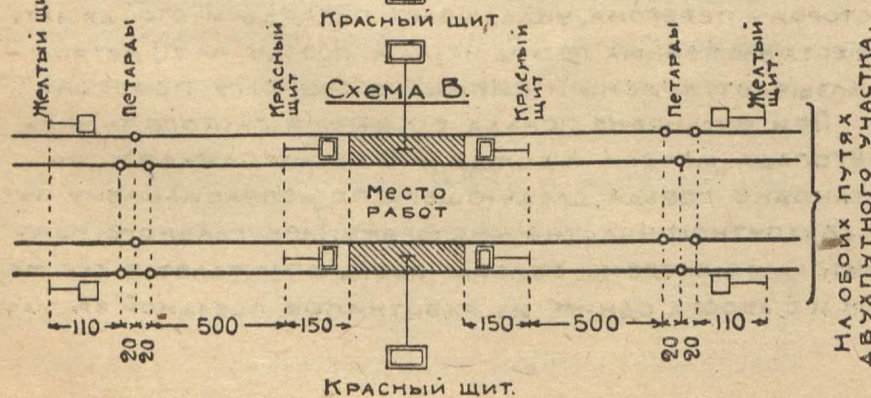 Красный щит
Желтый щи
Петарды
Красный
щит
Схема В.
Красный
щит
Петарды
Желтый
щит.
Место
работ
110
20
20
500
150
150
500
20
20
110
На обоих путях
двухпутного участка.
Красный щит.